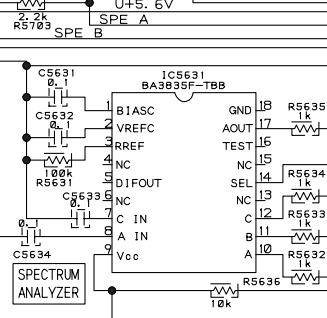 U+5. 6V
2. 2k
R5703
SPE A
SPE B
C5631
0. 1
IC5631
BA3835F-TBB
C5632
0. 1
1 BIASC
2 VREFC
3 RREF
4 NC
5 DIFOUT
6 NC
7 C IN
8 A IN
9 Vcc
GND 18
AOUT 17
TEST 16
NC 15
SEL 14
NC 13
C 12
B 11
A 10
R5635
1k
R5634
1k
R5633
1k
R5632
1k
100k
R5631
C5633
0. 1
0. 1
C5634
R5636
10k
SPECTRUM
ANALYZER